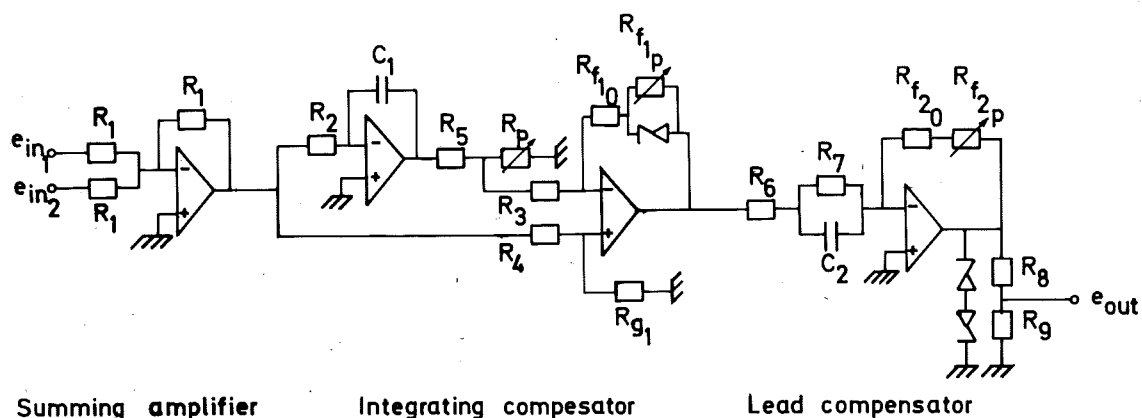 e_in1
e_in2
R1
R1
R1
R2
C1
R5
Rp
R3
R4
Rg1
Rf10
Rf1p
R6
R7
C2
Rf20
Rf2p
R8
R9
e_out
Summing amplifier
Integrating compesator
Lead compensator